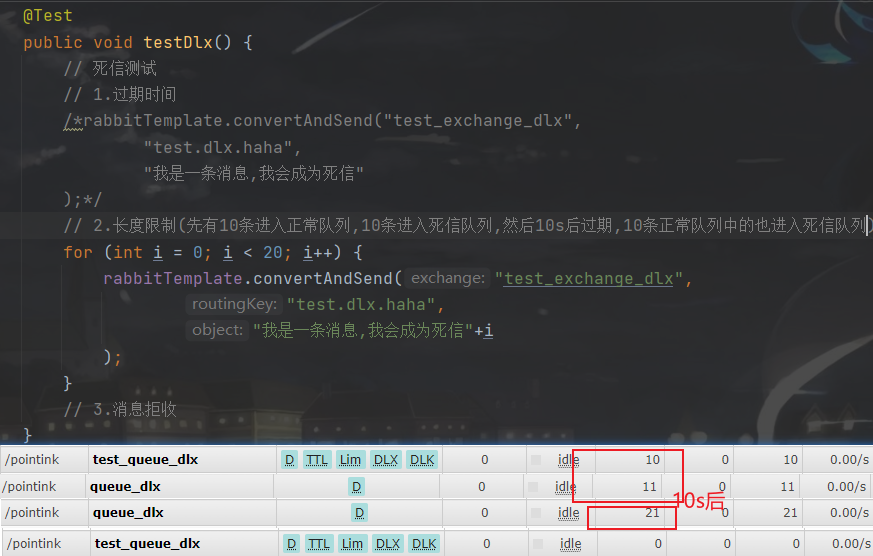 @Test
public void testDlx() {
// 死信测试
// 1.过期时间
/*rabbitTemplate.convertAndSend("test_exchange_dlx",
"test.dlx.haha",
"我是一条消息,我会成为死信"
);*/
// 2.长度限制(先有10条进入正常队列,10条进入死信队列,然后10s后过期,10条正常队列中的也进入死信队列)
for (int i = 0; i < 20; i++) {
rabbitTemplate.convertAndSend( exchange: "test_exchange_dlx",
routingKey: "test.dlx.haha",
object: "我是一条消息,我会成为死信"+i
);
}
// 3.消息拒收
}
/pointink test_queue_dlx D TTL Lim DLX DLK 0 idle 10 0 10 0.00/s
/pointink queue_dlx D 0 idle 11 0 11 0.00/s
10s后
/pointink queue_dlx D 0 idle 21 0 21 0.00/s
/pointink test_queue_dlx D TTL Lim DLX DLK 0 idle 0 0 0 0.00/s